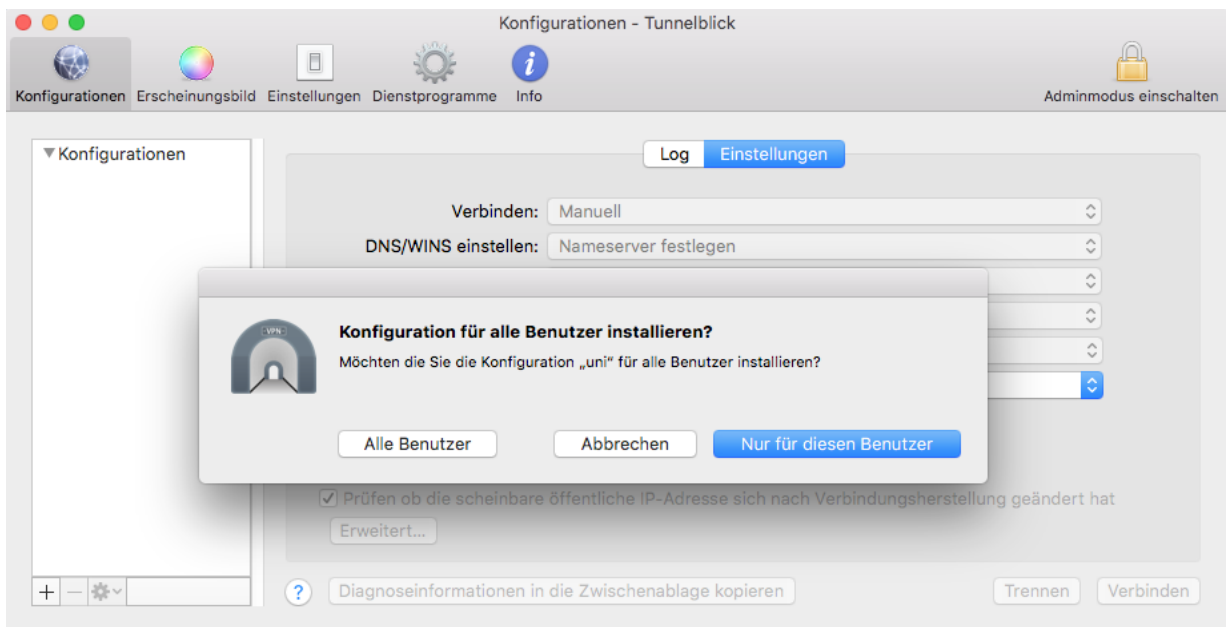 Konfigurationen - Tunnelblick
Konfigurationen Erscheinungsbild Einstellungen Dienstprogramme Info Adminmodus einschalten
Konfigurationen
Log Einstellungen
Verbinden: Manuell
DNS/WINS einstellen: Nameserver festlegen
VPN
Konfiguration für alle Benutzer installieren?
Möchten die Sie die Konfiguration „uni“ für alle Benutzer installieren?
Alle Benutzer Abbrechen Nur für diesen Benutzer
Prüfen ob die scheinbare öffentliche IP-Adresse sich nach Verbindungsherstellung geändert hat
Erweitert...
? Diagnoseinformationen in die Zwischenablage kopieren Trennen Verbinden